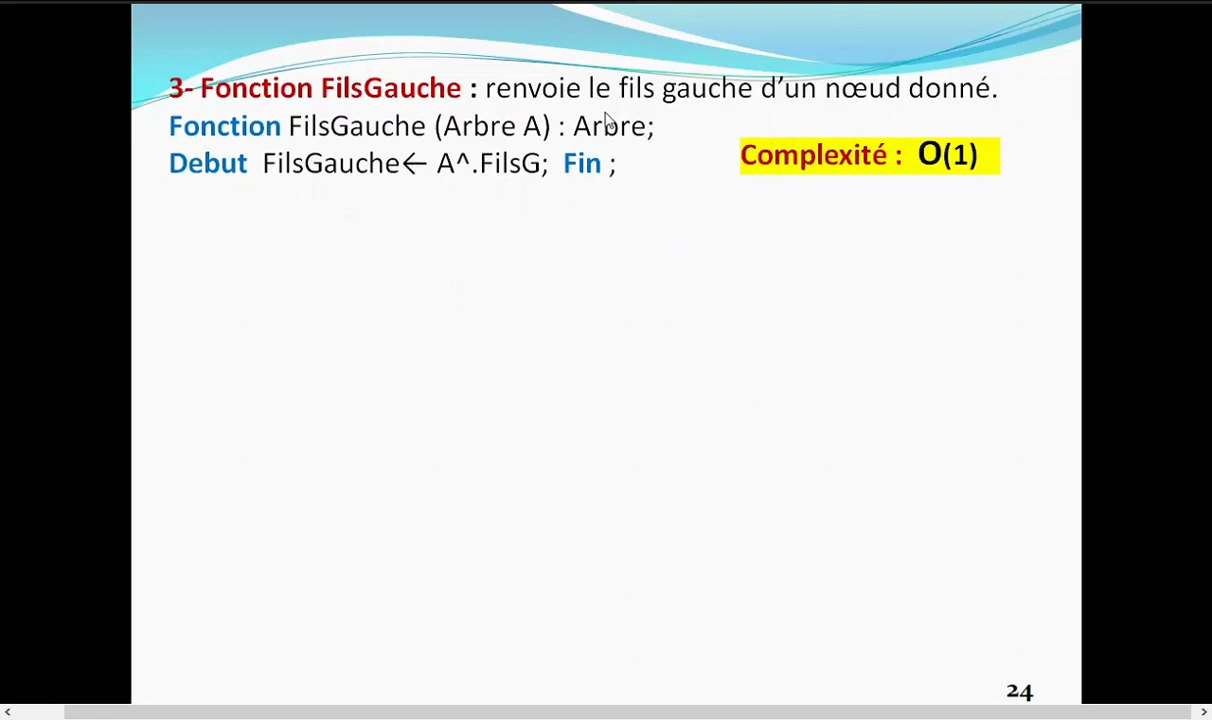 3- Fonction FilsGauche : renvoie le fils gauche d’un nœud donné.
Fonction FilsGauche (Arbre A) : Arbre;
Debut FilsGauche← A^.FilsG; Fin ;
Complexité : O(1)
24